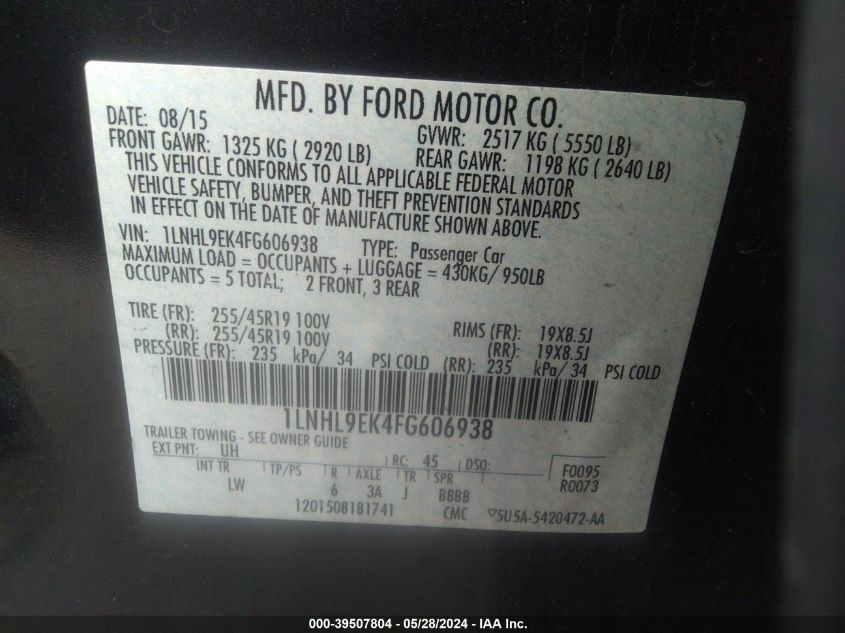 MFD. BY FORD MOTOR CO.
DATE: 08/15 GVWR: 2517 KG ( 5550 LB)
FRONT GAWR: 1325 KG ( 2920 LB) REAR GAWR: 1198 KG ( 2640 LB)
THIS VEHICLE CONFORMS TO ALL APPLICABLE FEDERAL MOTOR
VEHICLE SAFETY, BUMPER, AND THEFT PREVENTION STANDARDS
IN EFFECT ON THE DATE OF MANUFACTURE SHOWN ABOVE.
VIN: 1LNHL9EK4FG606938 TYPE: Passenger Car
MAXIMUM LOAD = OCCUPANTS + LUGGAGE = 430KG/ 950LB
OCCUPANTS = 5 TOTAL; 2 FRONT, 3 REAR
TIRE (FR): 255/45R19 100V RIMS (FR): 19X8.5J
(RR): 255/45R19 100V (RR): 19X8.5J
PRESSURE (FR): 235 kPa/ 34 PSI COLD (RR): 235 kPa/ 34 PSI COLD
1LNHL9EK4FG606938
TRAILER TOWING - SEE OWNER GUIDE
EXT PNT: UH RC: 45 DSO: F0095
INT TR TP/PS R AXLE TR SPR R0073
LW 6 3A J BBBB
1201508181741 CMC ▽5U5A-5420472-AA
000-39507804 - 05/28/2024 - IAA Inc.